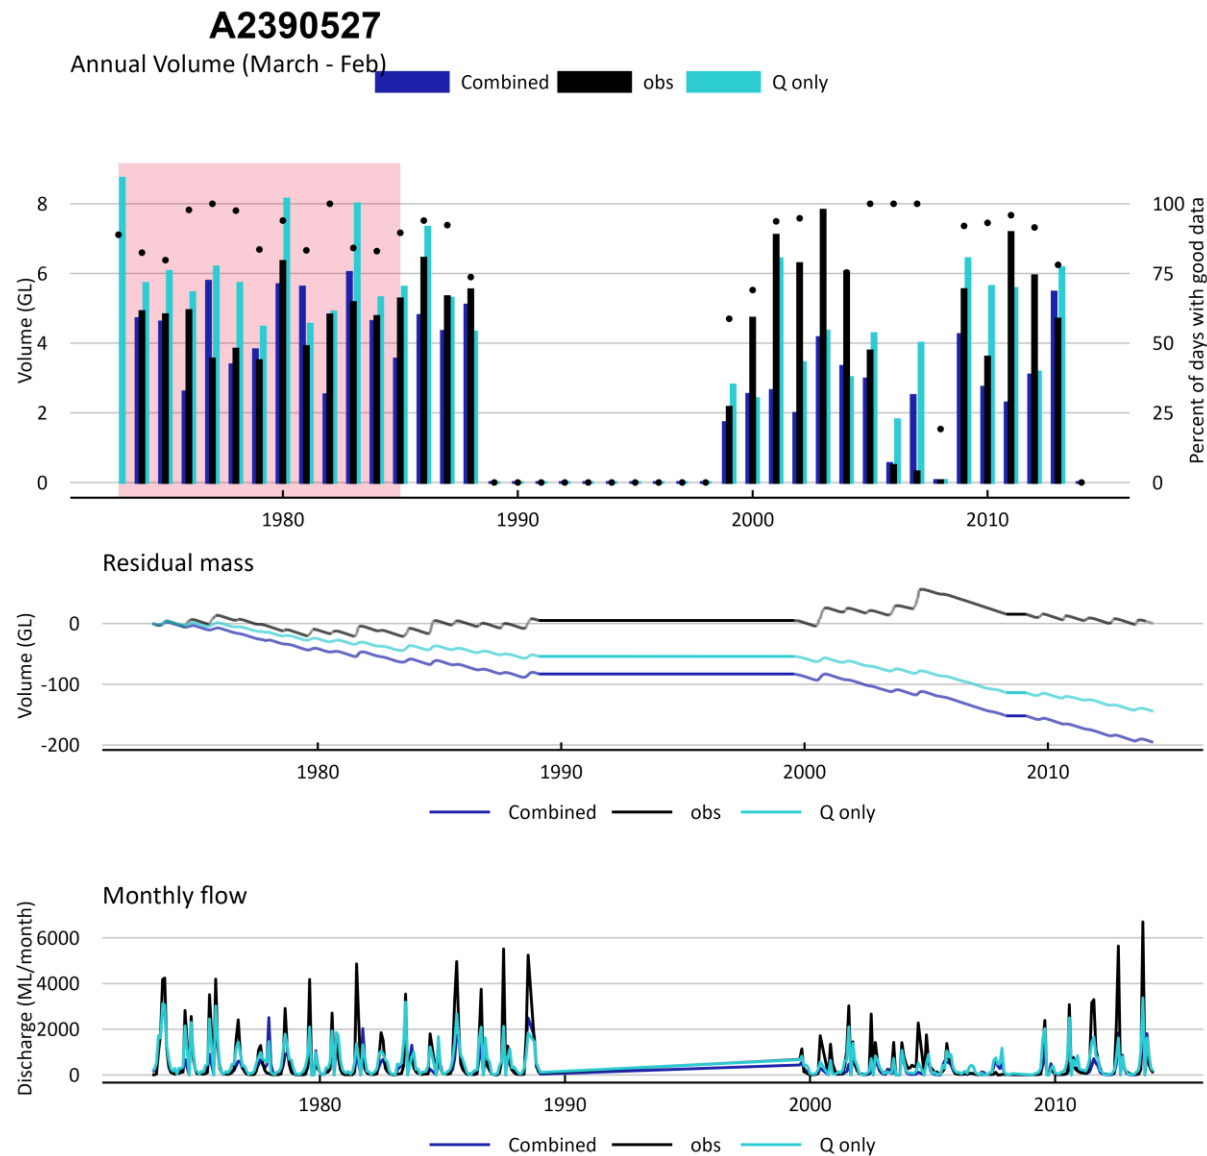 A2390527
Annual Volume (March - Feb)
Combined obs Q only
8 100
6 75
4 50
2 25
0 0
Volume (GL)
Percent of days with good data
1980 1990 2000 2010
Residual mass
0
-100
-200
Volume (GL)
1980 1990 2000 2010
Combined obs Q only
Monthly flow
6000
4000
2000
0
Discharge (ML/month)
1980 1990 2000 2010
Combined obs Q only